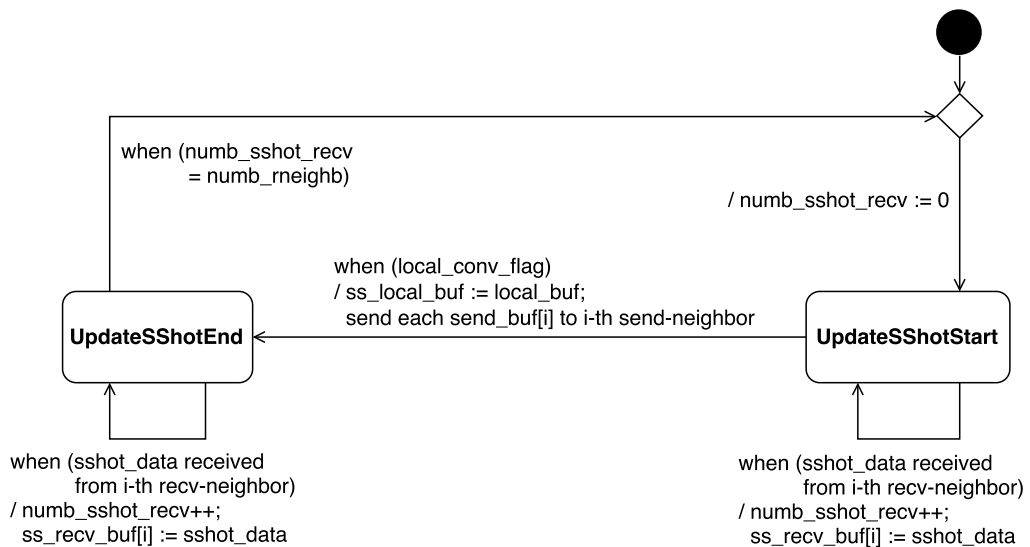 when (numb_sshot_recv
= numb_rneighb)
/ numb_sshot_recv := 0
when (local_conv_flag)
/ ss_local_buf := local_buf;
send each send_buf[i] to i-th send-neighbor
UpdateSShotEnd
UpdateSShotStart
when (sshot_data received
from i-th recv-neighbor)
/ numb_sshot_recv++;
ss_recv_buf[i] := sshot_data
when (sshot_data received
from i-th recv-neighbor)
/ numb_sshot_recv++;
ss_recv_buf[i] := sshot_data